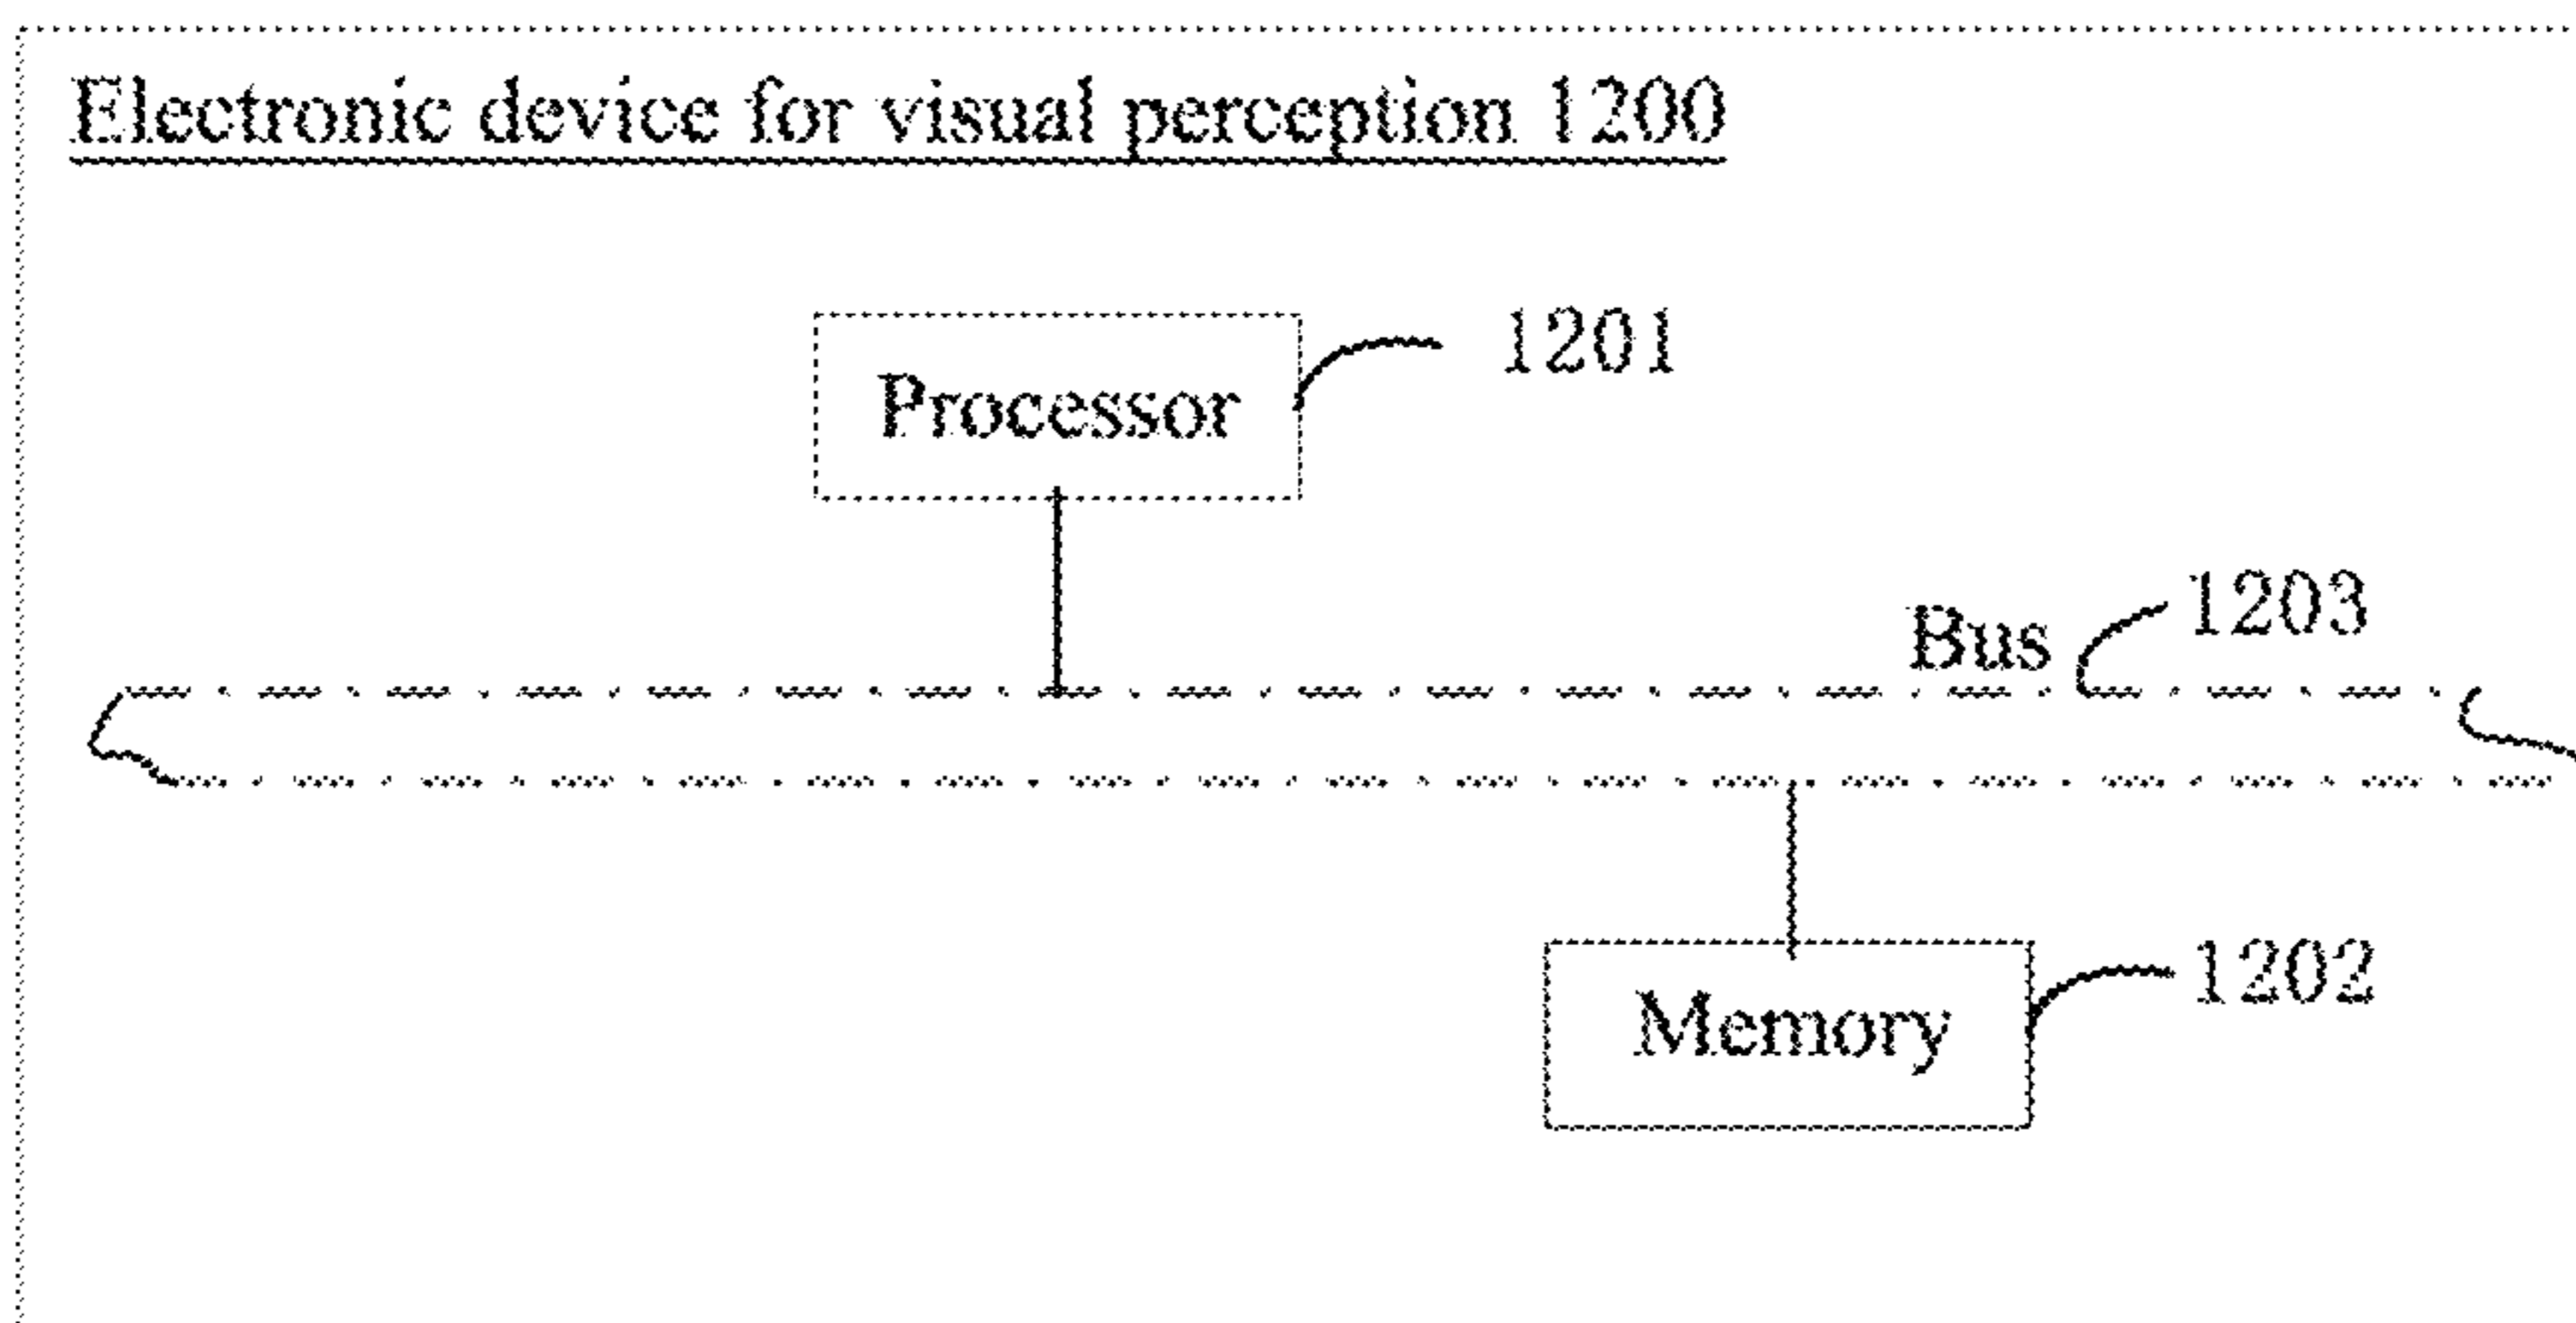 Electronic device for visual perception 1200
1201
Processor
1203
Bus
1202
Memory